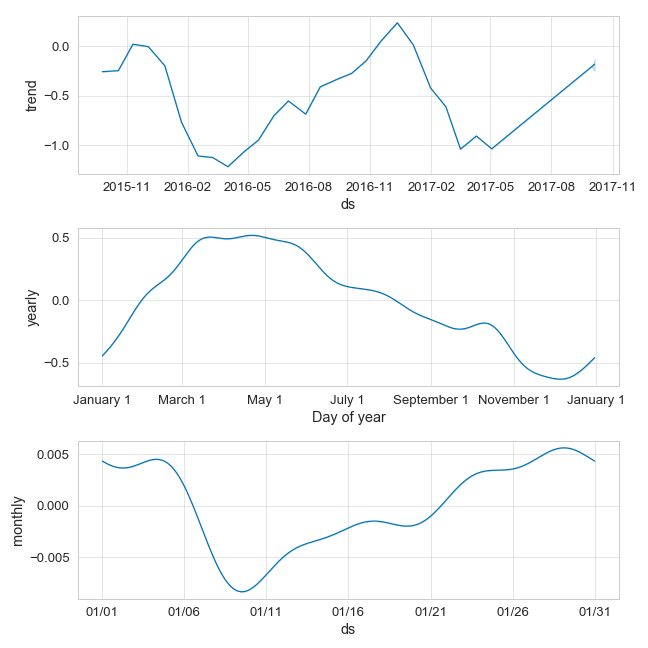 trend
0.0
−0.5
−1.0
2015-11 2016-02 2016-05 2016-08 2016-11 2017-02 2017-05 2017-08 2017-11
ds
yearly
0.5
0.0
−0.5
January 1 March 1 May 1 July 1 September 1 November 1 January 1
Day of year
monthly
0.005
0.000
−0.005
01/01 01/06 01/11 01/16 01/21 01/26 01/31
ds